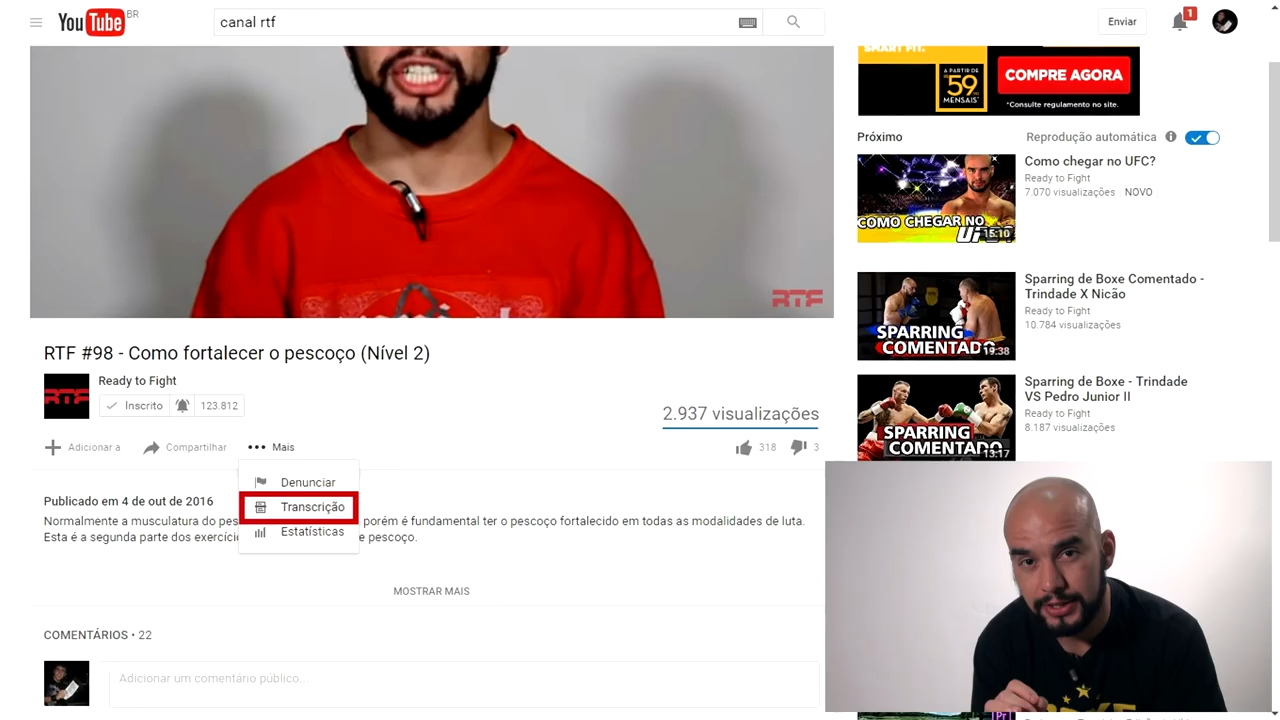 YouTube BR
canal rtf
Enviar
1
SMART FIT.
A PARTIR DE
59
MENSAIS*
COMPRE AGORA
*Consulte regulamento no site.
RTF
Próximo
Reprodução automática
Como chegar no UFC?
Ready to Fight
7.070 visualizações NOVO
COMO CHEGAR NO
15:10
Sparring de Boxe Comentado -
Trindade X Nicão
Ready to Fight
10.784 visualizações
SPARRING
COMENTADO
19:38
Sparring de Boxe - Trindade
VS Pedro Junior II
Ready to Fight
8.187 visualizações
SPARRING
COMENTADO
13:17
RTF #98 - Como fortalecer o pescoço (Nível 2)
RTF
Ready to Fight
Inscrito
123.812
2.937 visualizações
Adicionar a
Compartilhar
Mais
318
3
Denunciar
Transcrição
Estatísticas
Publicado em 4 de out de 2016
Normalmente a musculatura do porém é fundamental ter o pescoço fortalecido em todas as modalidades de luta.
Esta é a segunda parte dos pescoço.
MOSTRAR MAIS
COMENTÁRIOS • 22
Adicionar um comentário público...
Pr